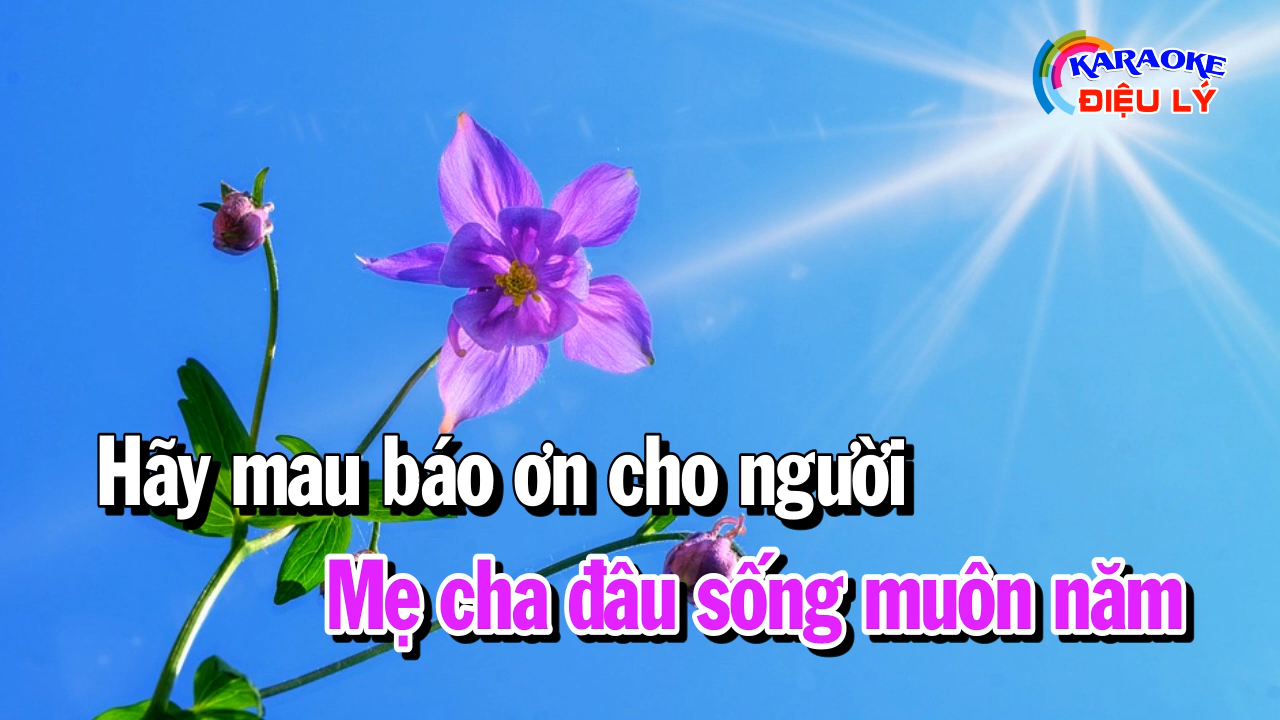 KARAOKE
ĐIỆU LÝ
Hãy mau báo ơn cho người
Mẹ cha đâu sống muôn năm